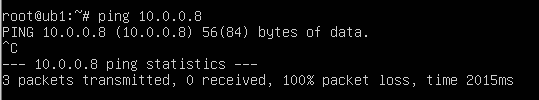 root@ub1:~# ping 10.0.0.8
PING 10.0.0.8 (10.0.0.8) 56(84) bytes of data.
^C
--- 10.0.0.8 ping statistics ---
3 packets transmitted, 0 received, 100% packet loss, time 2015ms